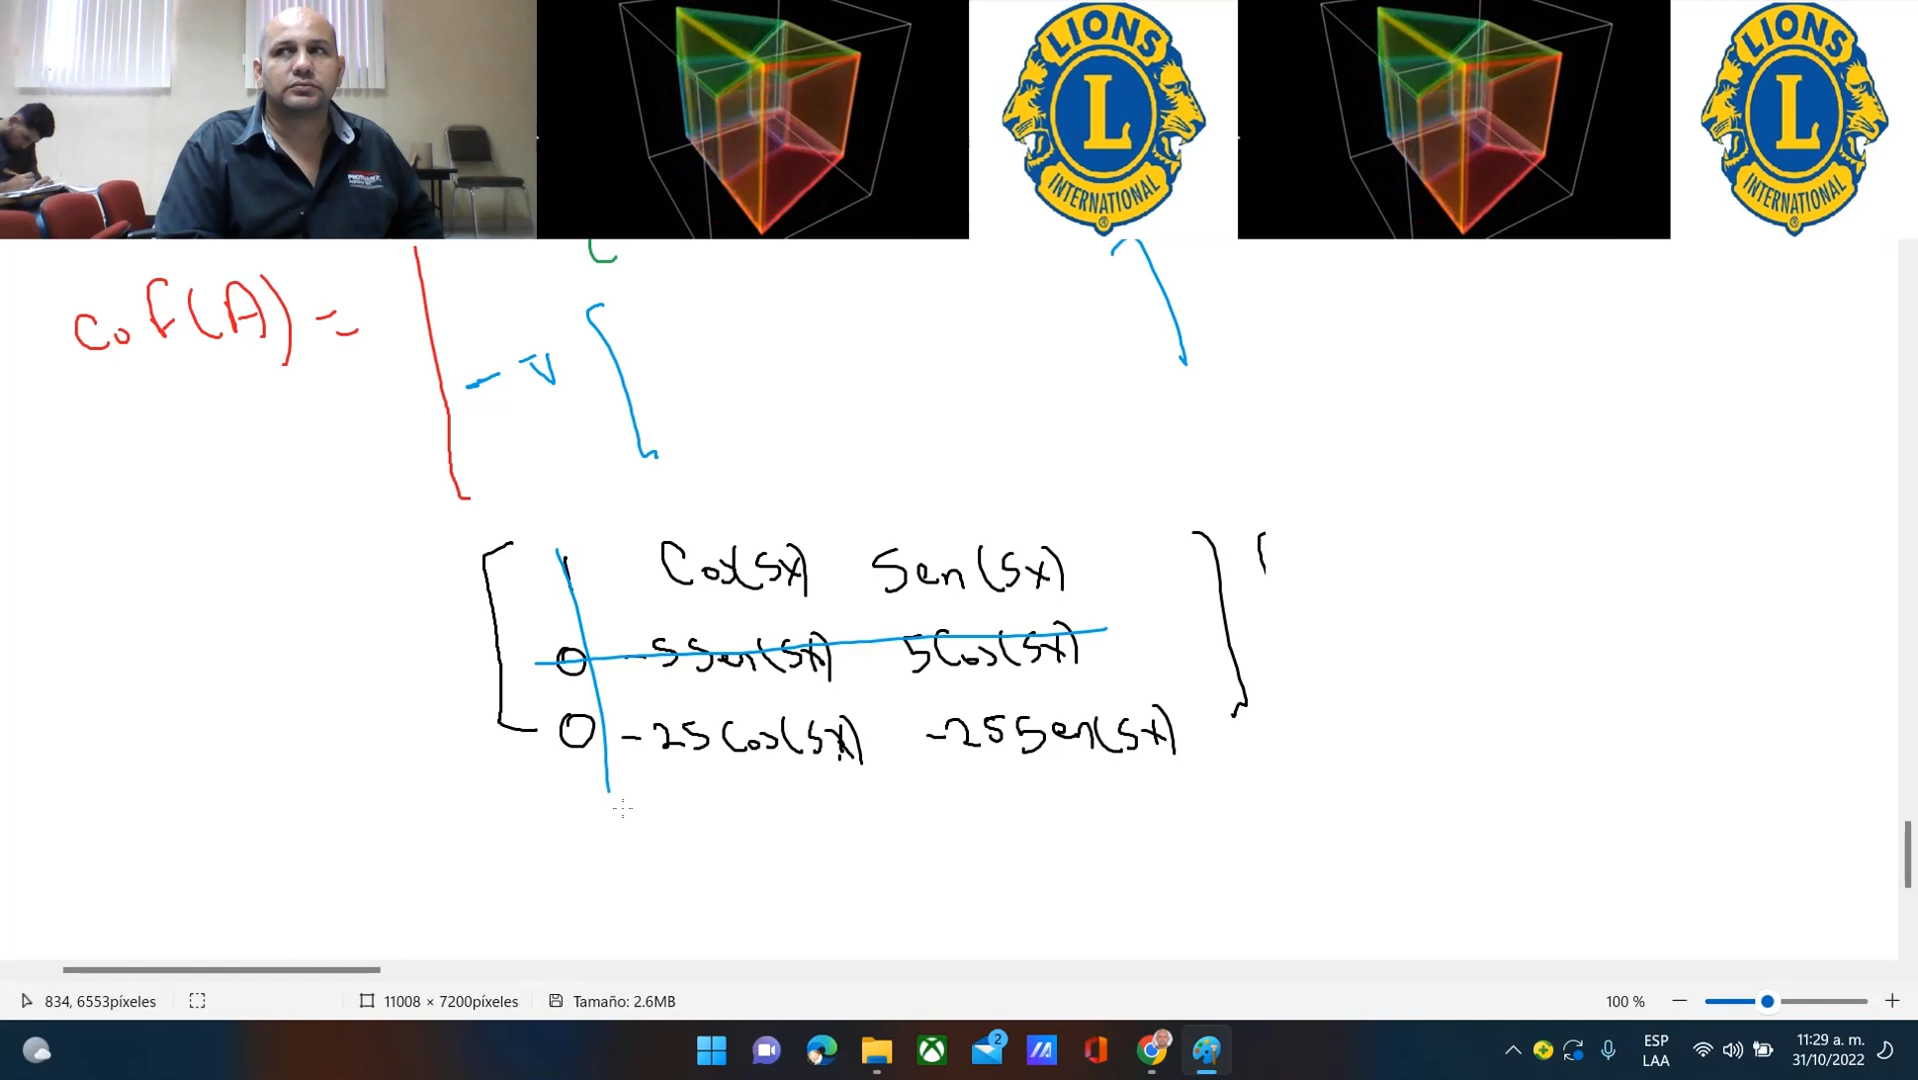 LIONS
L
INTERNATIONAL
®
LIONS
L
INTERNATIONAL
®
cof(A) =
1 Cos(5x) Sen(5x)
0 -5Sen(5x) 5Cos(5x)
0 -25Cos(5x) -25Sen(5x)
834, 6553píxeles
11008 × 7200píxeles
Tamaño: 2.6MB
100 %
2
ESP
LAA
11:29 a. m.
31/10/2022